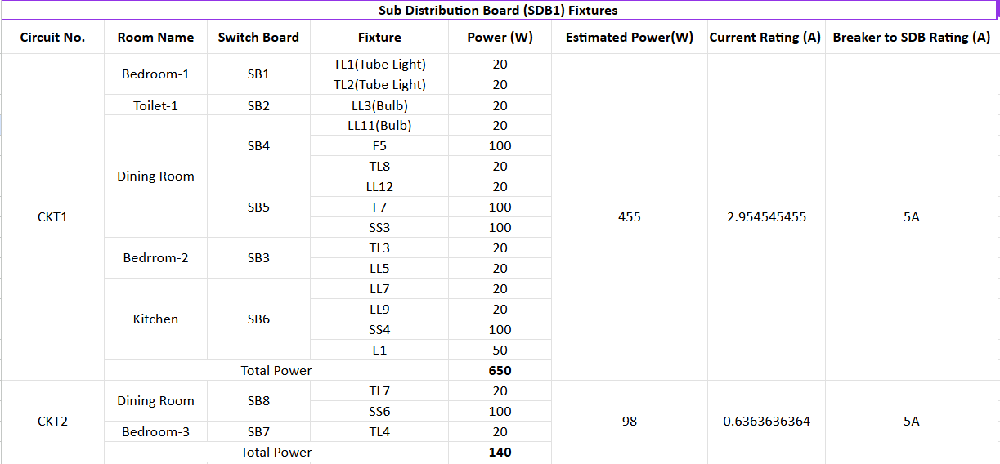 Sub Distribution Board (SDB1) Fixtures
Circuit No. Room Name Switch Board Fixture Power (W) Estimated Power(W) Current Rating (A) Breaker to SDB Rating (A)
CKT1 Bedroom-1 SB1 TL1(Tube Light) 20 455 2.954545455 5A
TL2(Tube Light) 20
Toilet-1 SB2 LL3(Bulb) 20
Dining Room SB4 LL11(Bulb) 20
F5 100
TL8 20
SB5 LL12 20
F7 100
SS3 100
Bedrrom-2 SB3 TL3 20
LL5 20
Kitchen SB6 LL7 20
LL9 20
SS4 100
E1 50
Total Power 650
CKT2 Dining Room SB8 TL7 20 98 0.6363636364 5A
SS6 100
Bedroom-3 SB7 TL4 20
Total Power 140